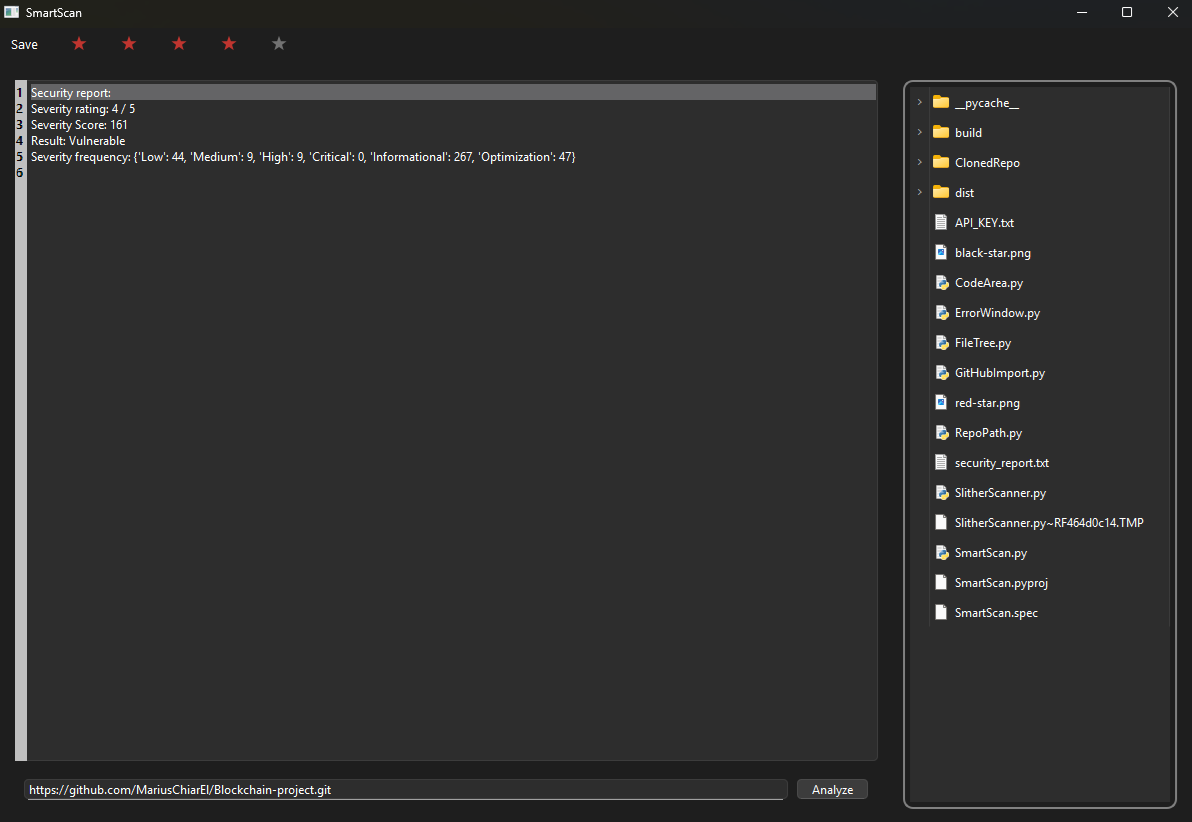 SmartScan
Save
1 Security report:
2 Severity rating: 4 / 5
3 Severity Score: 161
4 Result: Vulnerable
5 Severity frequency: {'Low': 44, 'Medium': 9, 'High': 9, 'Critical': 0, 'Informational': 267, 'Optimization': 47}
6
https://github.com/MariusChiarEl/Blockchain-project.git
Analyze
__pycache__
build
ClonedRepo
dist
API_KEY.txt
black-star.png
CodeArea.py
ErrorWindow.py
FileTree.py
GitHubImport.py
red-star.png
RepoPath.py
security_report.txt
SlitherScanner.py
SlitherScanner.py~RF464d0c14.TMP
SmartScan.py
SmartScan.pyproj
SmartScan.spec